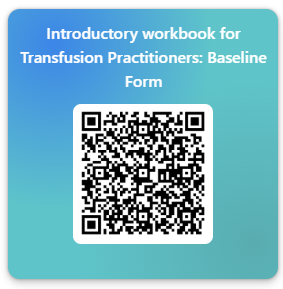 Introductory workbook for
Transfusion Practitioners: Baseline
Form